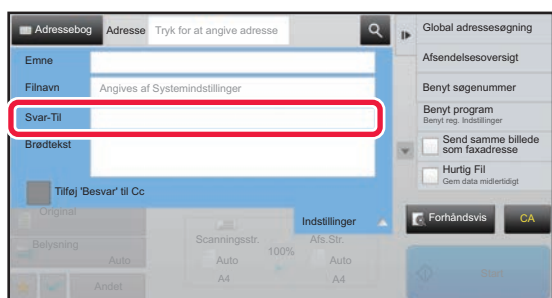 Adressebog
Adresse
Tryk for at angive adresse
Emne
Filnavn
Angives af Systemindstillinger
Svar-Til
Brødtekst
Tilføj 'Besvar' til Cc
Indstillinger
Original
Belysning
Auto
Andet
Scanningsstr.
Auto
A4
100%
Afs.Str.
Auto
A4
Global adressesøgning
Afsendelsesoversigt
Benyt søgenummer
Benyt program
Benyt reg. Indstillinger
Send samme billede
som faxadresse
Hurtig Fil
Gem data midlertidigt
Forhåndsvis
CA
Start